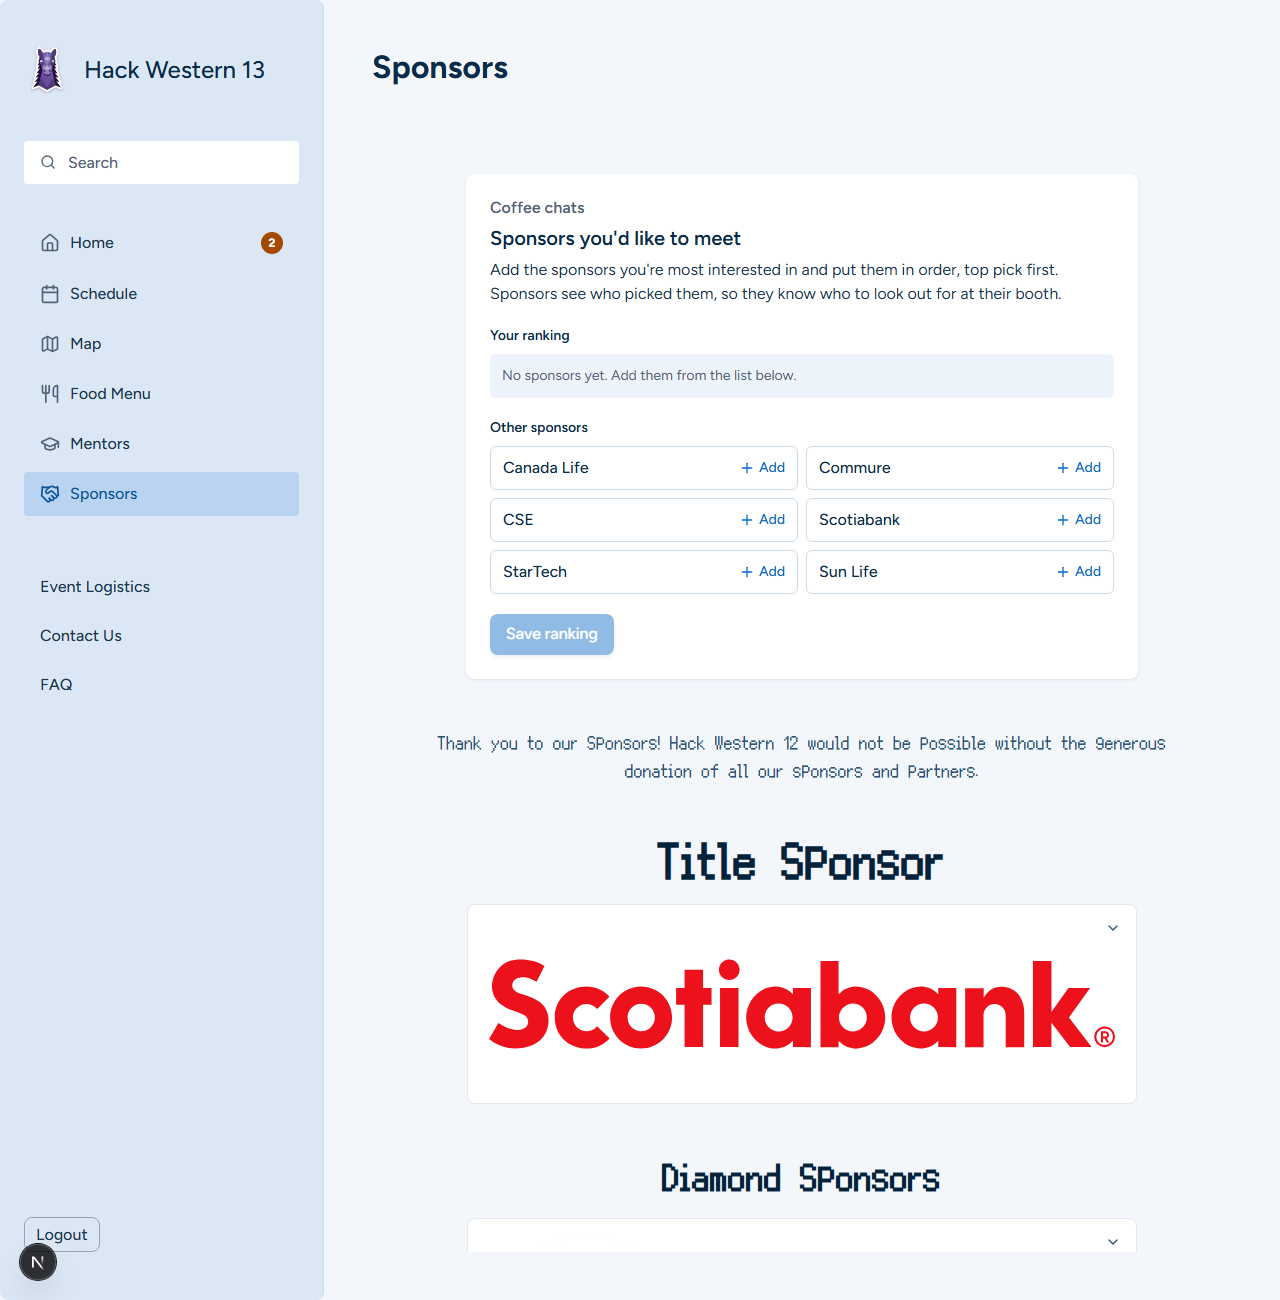 Hack Western 13
Search
Home
2
Schedule
Map
Food Menu
Mentors
Sponsors
Event Logistics
Contact Us
FAQ
Logout
N
Sponsors
Coffee chats
Sponsors you'd like to meet
Add the sponsors you're most interested in and put them in order, top pick first.
Sponsors see who picked them, so they know who to look out for at their booth.
Your ranking
No sponsors yet. Add them from the list below.
Other sponsors
Canada Life
+ Add
Commure
+ Add
CSE
+ Add
Scotiabank
+ Add
StarTech
+ Add
Sun Life
+ Add
Save ranking
Thank you to our SPonsors! Hack Western 12 would not be Possible without the generous
donation of all our sPonsors and Partners.
Title SPonsor
Scotiabank®
Diamond SPonsors